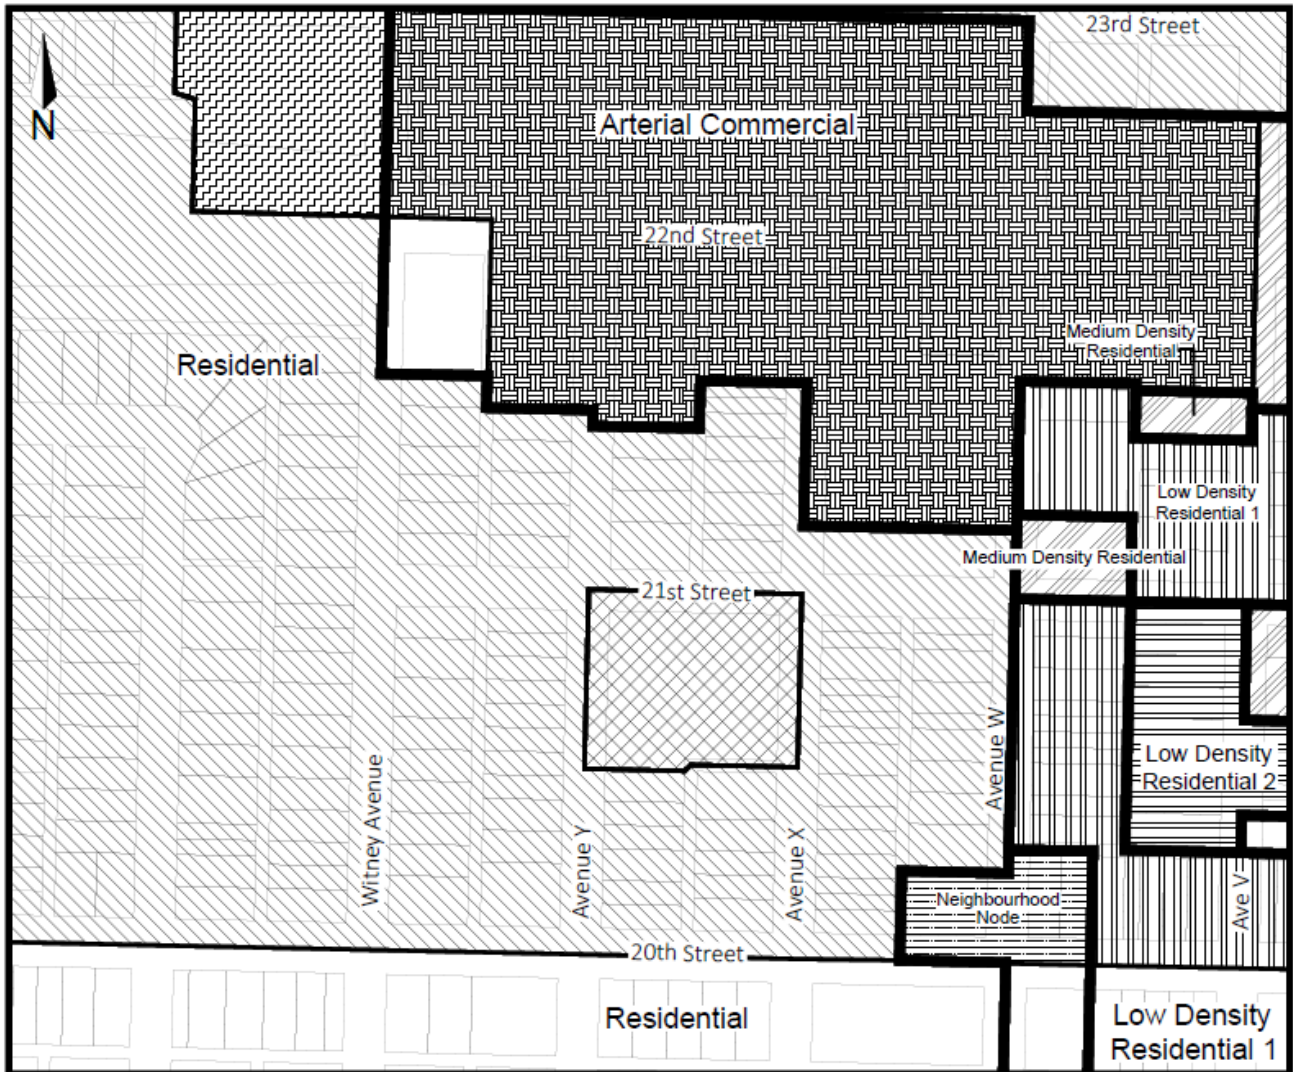 23rd Street
N
Arterial Commercial
22nd Street
Medium Density
Residential
Residential
Low Density
Residential 1
Medium Density Residential
21st Street
Avenue W
Low Density
Residential 2
Witney Avenue
Avenue Y
Avenue X
Ave V
Neighbourhood
Node
20th Street
Residential
Low Density
Residential 1